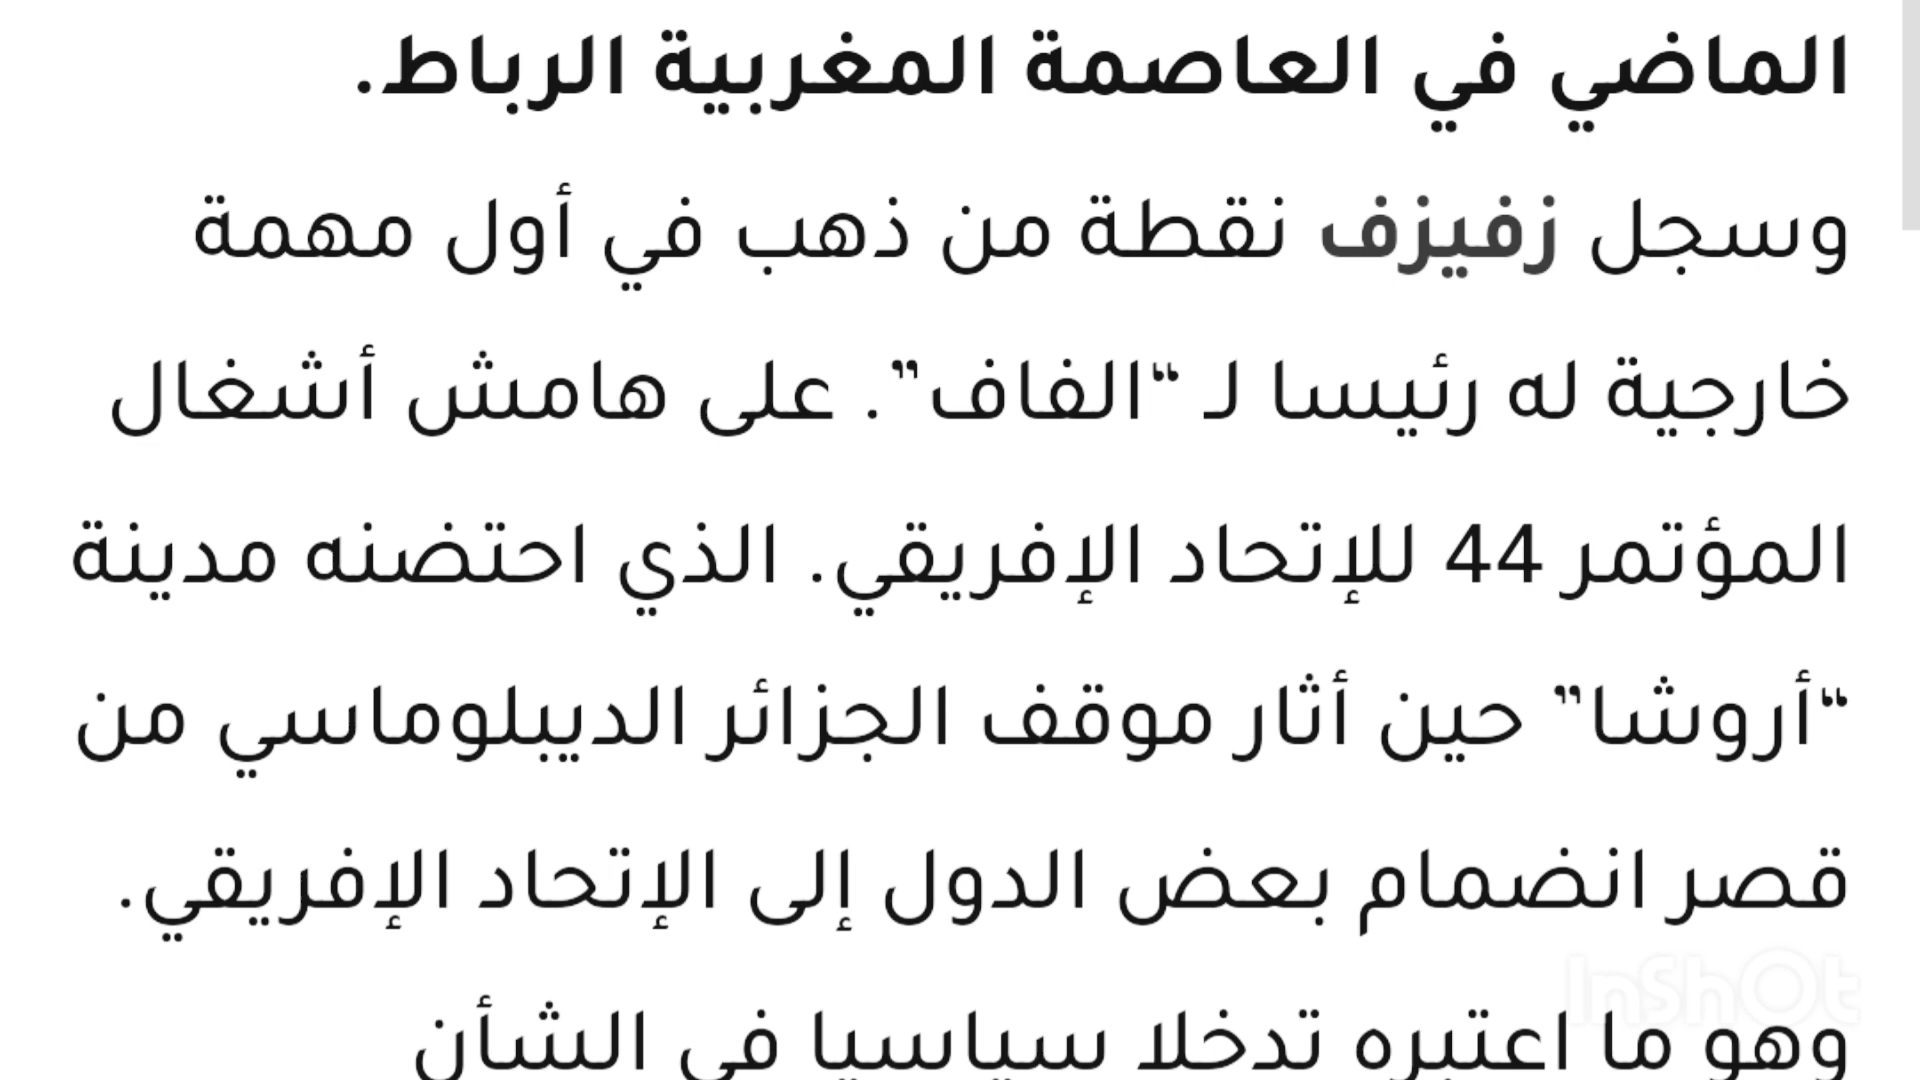 الماضي في العاصمة المغربية الرباط.
وسجل زفيزف نقطة من ذهب في أول مهمة
خارجية له رئيسا لـ “الفاف”. على هامش أشغال
المؤتمر 44 للإتحاد الإفريقي. الذي احتضنه مدينة
“أروشا” حين أثار موقف الجزائر الديبلوماسي من
قصر انضمام بعض الدول إلى الإتحاد الإفريقي.
وهو ما اعتبره تدخلا سياسيا في الشأن
InShOt